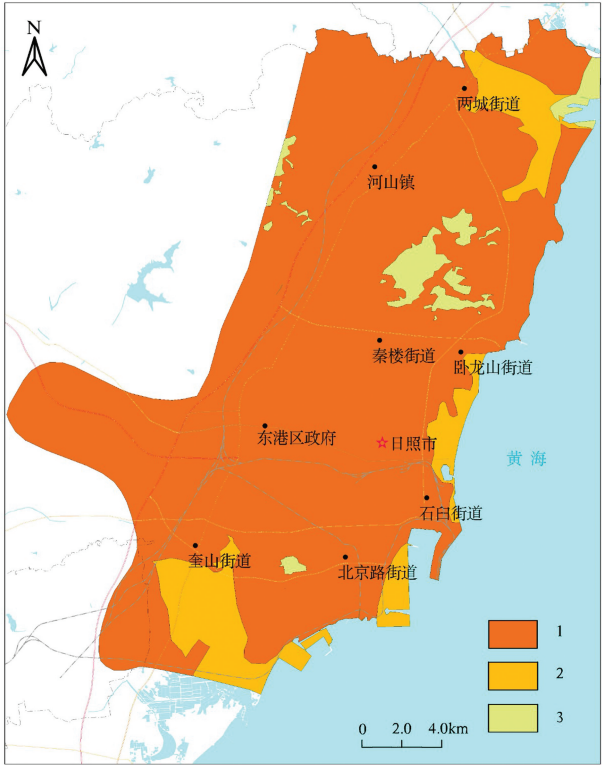 N
两城街道
河山镇
秦楼街道
卧龙山街道
东港区政府
日照市
黄海
石臼街道
奎山街道
北京路街道
1
2
3
0 2.0 4.0km